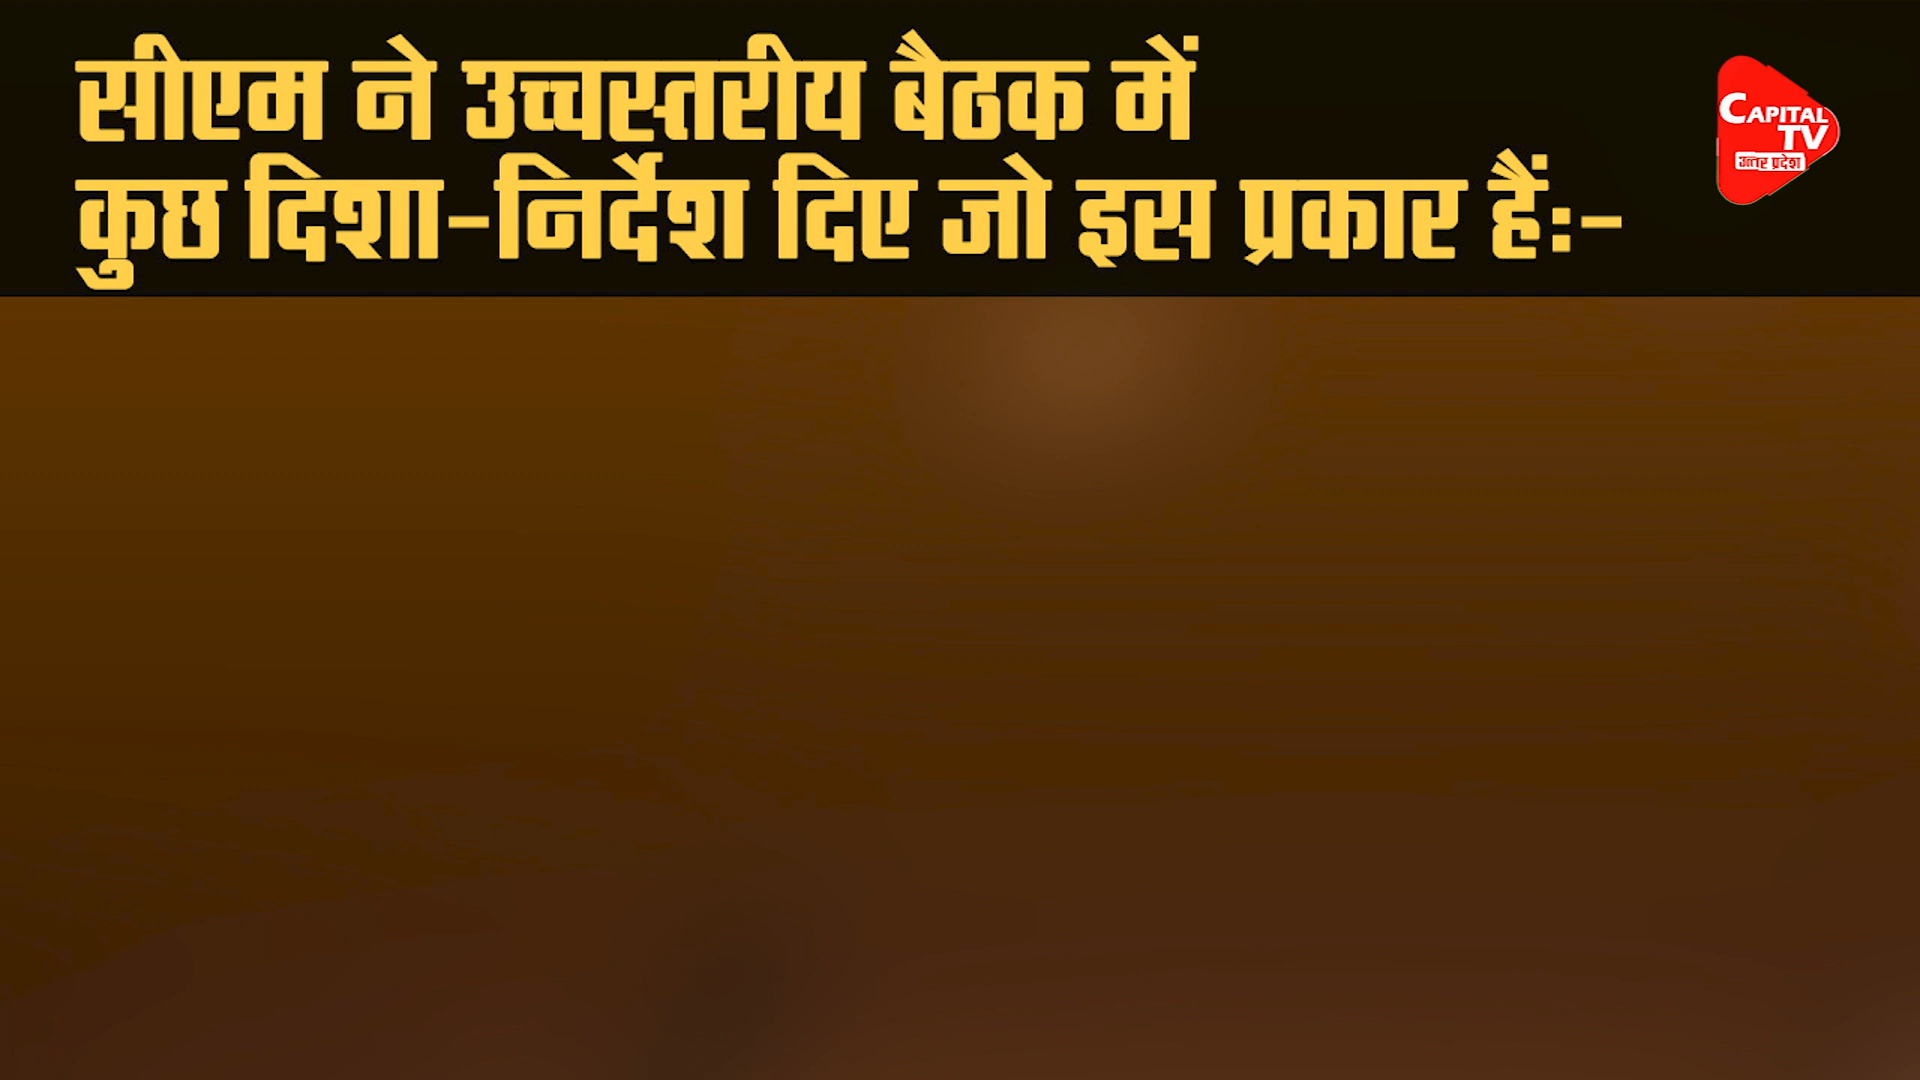 सीएम ने उच्चस्तरीय बैठक में
कुछ दिशा-निर्देश दिए जो इस प्रकार हैंः-
CAPITAL
TV
उत्तर प्रदेश